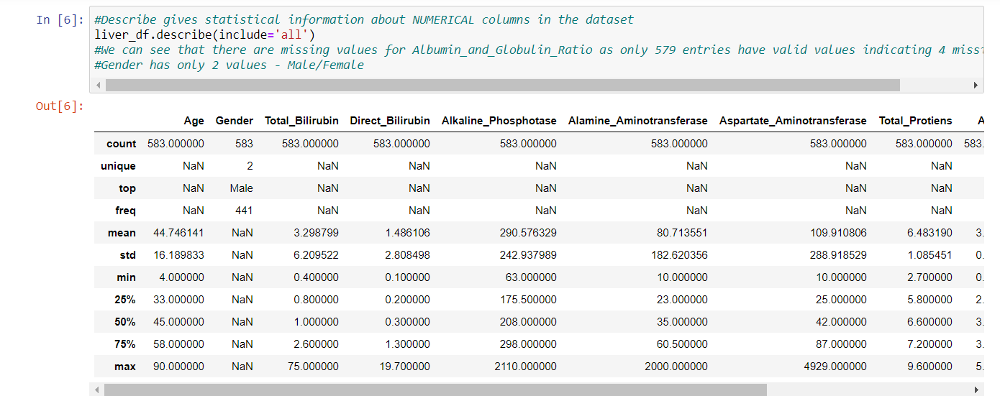 In [6]: #Describe gives statistical information about NUMERICAL columns in the dataset
liver_df.describe(include='all')
#We can see that there are missing values for Albumin_and_Globulin_Ratio as only 579 entries have valid values indicating 4
#Gender has only 2 values - Male/Female
Out[6]:
Age Gender Total_Bilirubin Direct_Bilirubin Alkaline_Phosphotase Alamine_Aminotransferase Aspartate_Aminotransferase Total_Protiens A
count 583.000000 583 583.000000 583.000000 583.000000 583.000000 583.000000 583.000000 583.
unique NaN 2 NaN NaN NaN NaN NaN NaN
top NaN Male NaN NaN NaN NaN NaN NaN
freq NaN 441 NaN NaN NaN NaN NaN NaN
mean 44.746141 NaN 3.298799 1.486106 290.576329 80.713551 109.910806 6.483190 3.
std 16.189833 NaN 6.209522 2.808498 242.937989 182.620356 288.918529 1.085451 0.
min 4.000000 NaN 0.400000 0.100000 63.000000 10.000000 10.000000 2.700000 0.
25% 33.000000 NaN 0.800000 0.200000 175.500000 23.000000 25.000000 5.800000 2.
50% 45.000000 NaN 1.000000 0.300000 208.000000 35.000000 42.000000 6.600000 3.
75% 58.000000 NaN 2.600000 1.300000 298.000000 60.500000 87.000000 7.200000 3.
max 90.000000 NaN 75.000000 19.700000 2110.000000 2000.000000 4929.000000 9.600000 5.